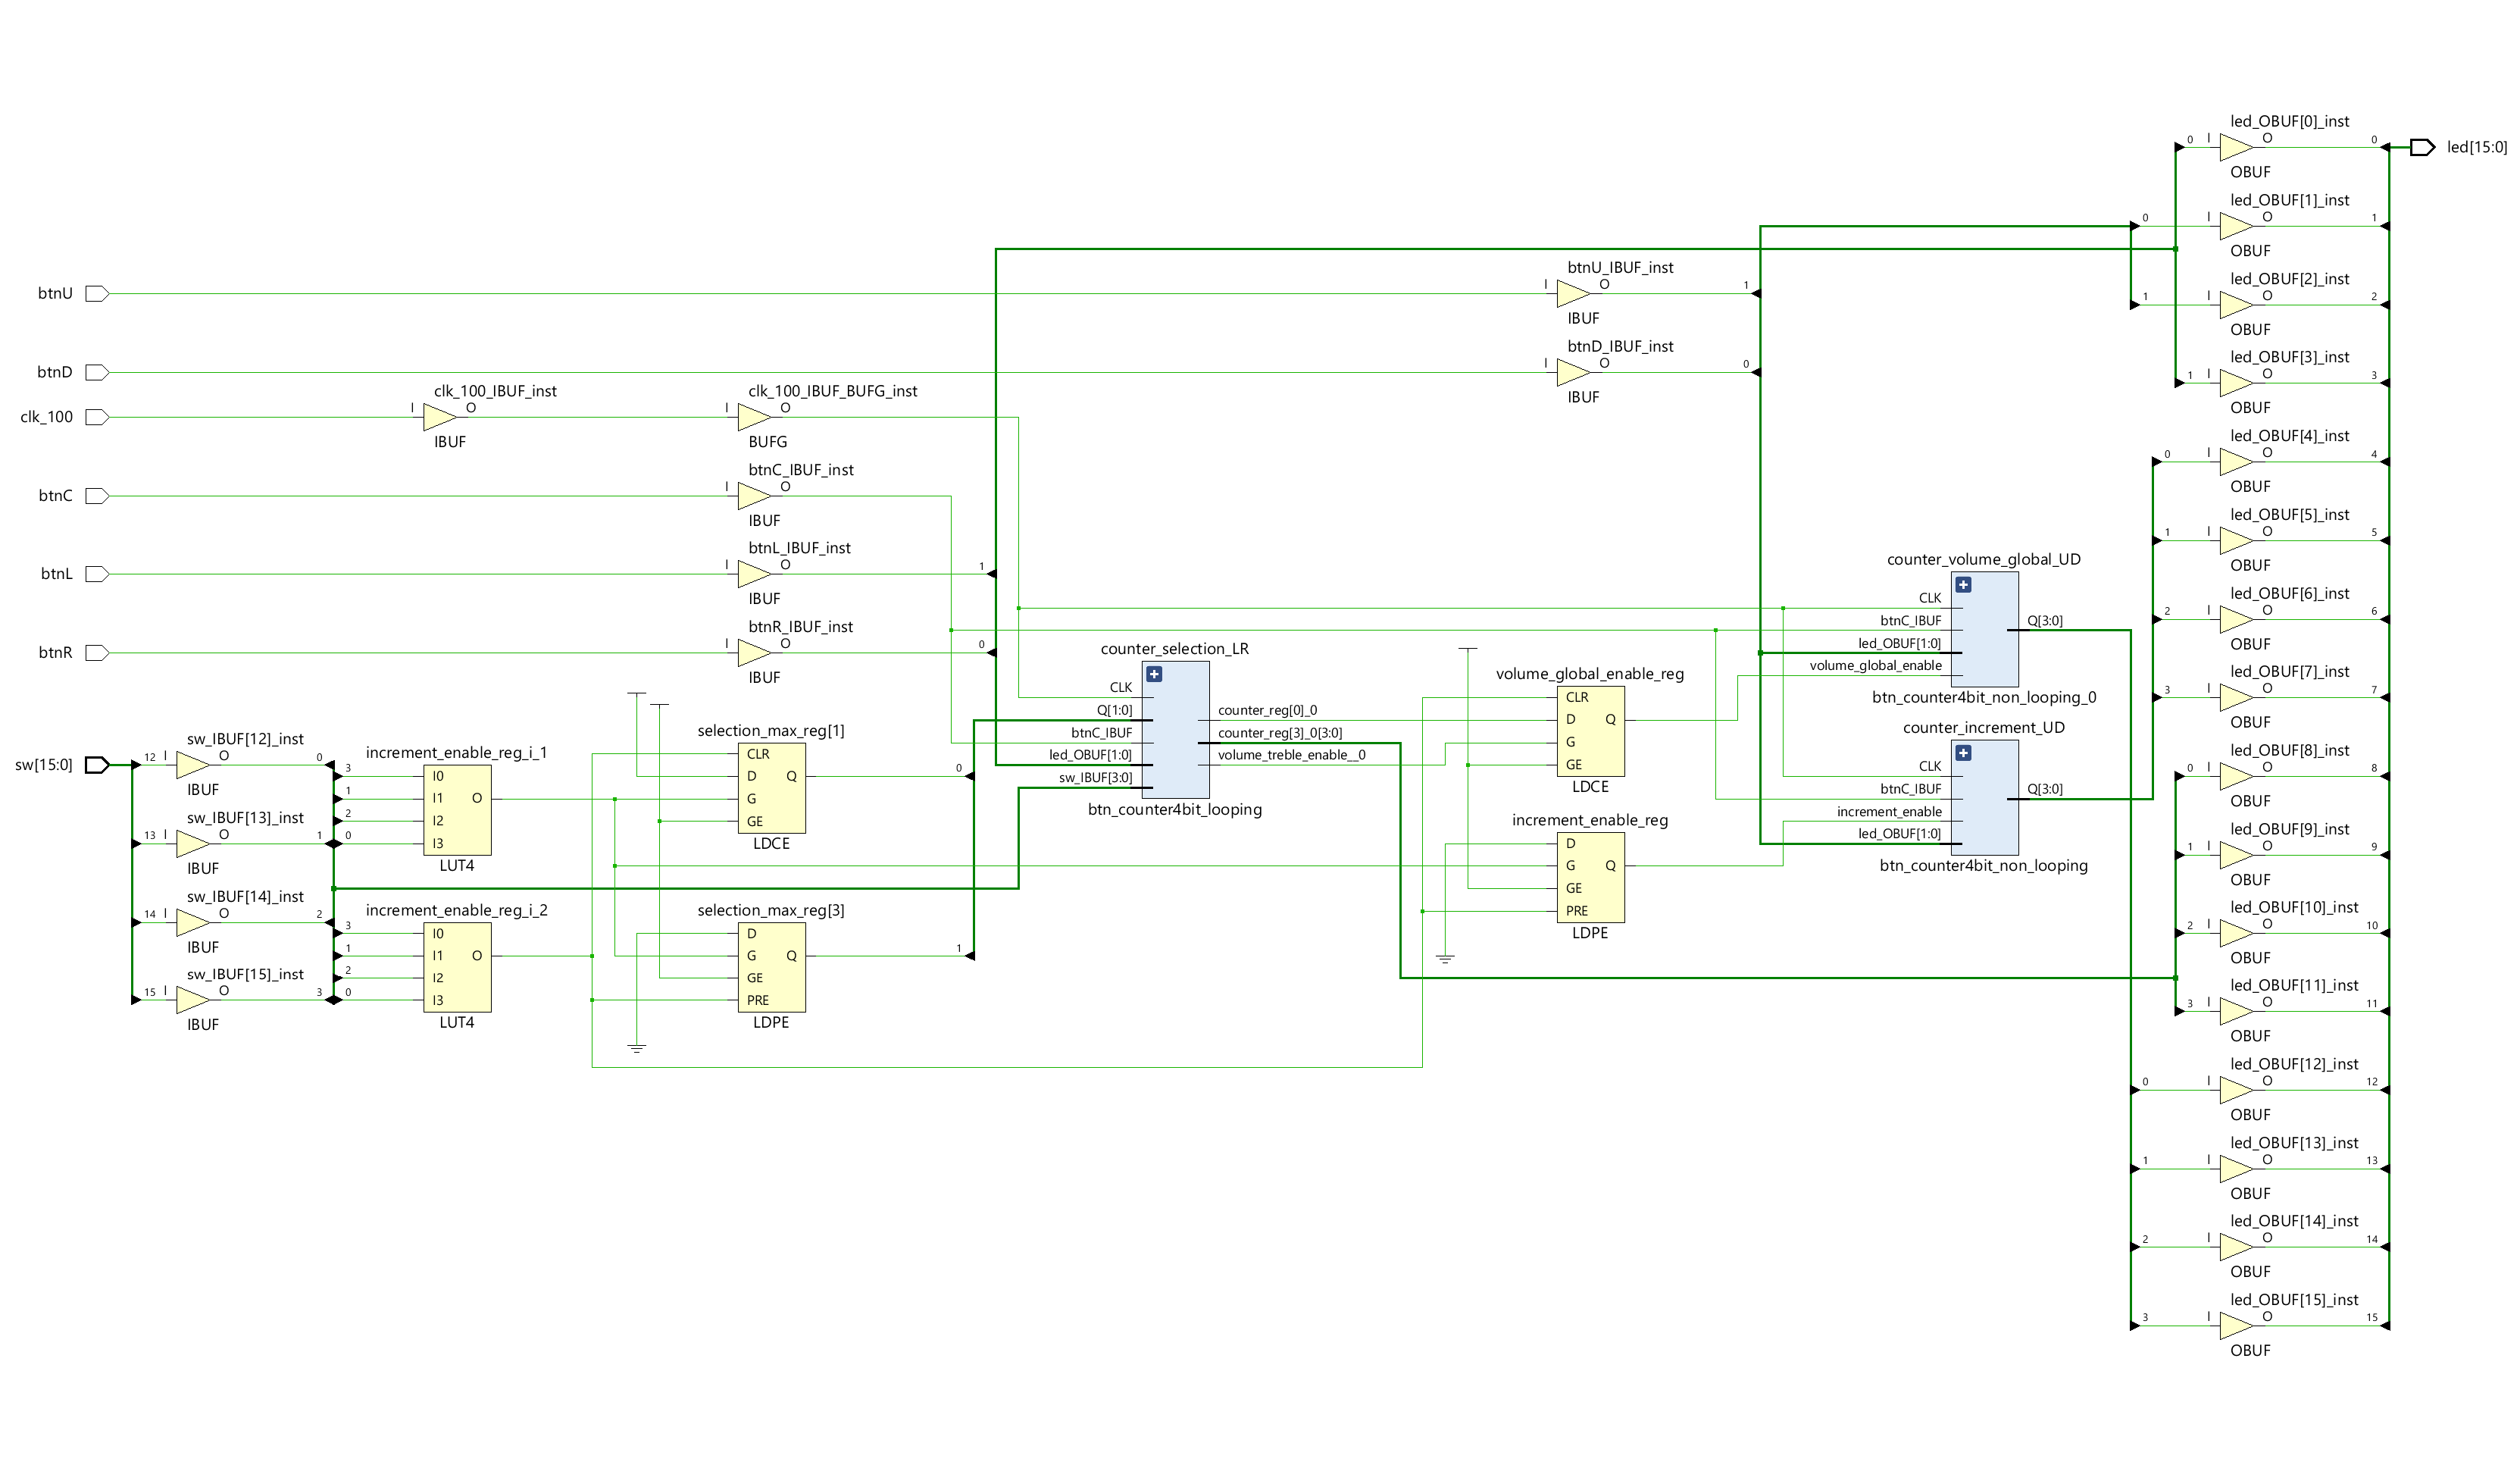 btnU
btnD
clk_100
btnC
btnL
btnR
sw[15:0]
12 I
sw_IBUF[12]_inst
O
0
IBUF
13 I
sw_IBUF[13]_inst
O
1
IBUF
14 I
sw_IBUF[14]_inst
O
2
IBUF
15 I
sw_IBUF[15]_inst
O
3
IBUF
increment_enable_reg_i_1
3 I0
1 I1 O
2 I2
0 I3
LUT4
increment_enable_reg_i_2
3 I0
1 I1 O
2 I2
0 I3
LUT4
clk_100_IBUF_inst
I O
IBUF
clk_100_IBUF_BUFG_inst
I O
BUFG
btnC_IBUF_inst
I O
IBUF
btnL_IBUF_inst
I O 1
IBUF
btnR_IBUF_inst
I O 0
IBUF
selection_max_reg[1]
CLR
D Q 0
G
GE
LDCE
selection_max_reg[3]
D
G Q 1
GE
PRE
LDPE
counter_selection_LR
CLK
Q[1:0] counter_reg[0]_0
btnC_IBUF counter_reg[3]_0[3:0]
led_OBUF[1:0] volume_treble_enable__0
sw_IBUF[3:0]
btn_counter4bit_looping
btnU_IBUF_inst
I O 1
IBUF
btnD_IBUF_inst
I O 0
IBUF
volume_global_enable_reg
CLR
D Q
G
GE
LDCE
increment_enable_reg
D
G Q
GE
PRE
LDPE
counter_volume_global_UD
CLK
btnC_IBUF Q[3:0]
led_OBUF[1:0]
volume_global_enable
btn_counter4bit_non_looping_0
counter_increment_UD
CLK
btnC_IBUF Q[3:0]
increment_enable
led_OBUF[1:0]
btn_counter4bit_non_looping
led_OBUF[0]_inst
0 I O 0
OBUF
led_OBUF[1]_inst
0 I O 1
OBUF
led_OBUF[2]_inst
1 I O 2
OBUF
led_OBUF[3]_inst
1 I O 3
OBUF
led_OBUF[4]_inst
0 I O 4
OBUF
led_OBUF[5]_inst
1 I O 5
OBUF
led_OBUF[6]_inst
2 I O 6
OBUF
led_OBUF[7]_inst
3 I O 7
OBUF
led_OBUF[8]_inst
0 I O 8
OBUF
led_OBUF[9]_inst
1 I O 9
OBUF
led_OBUF[10]_inst
2 I O 10
OBUF
led_OBUF[11]_inst
3 I O 11
OBUF
led_OBUF[12]_inst
0 I O 12
OBUF
led_OBUF[13]_inst
1 I O 13
OBUF
led_OBUF[14]_inst
2 I O 14
OBUF
led_OBUF[15]_inst
3 I O 15
OBUF
led[15:0]